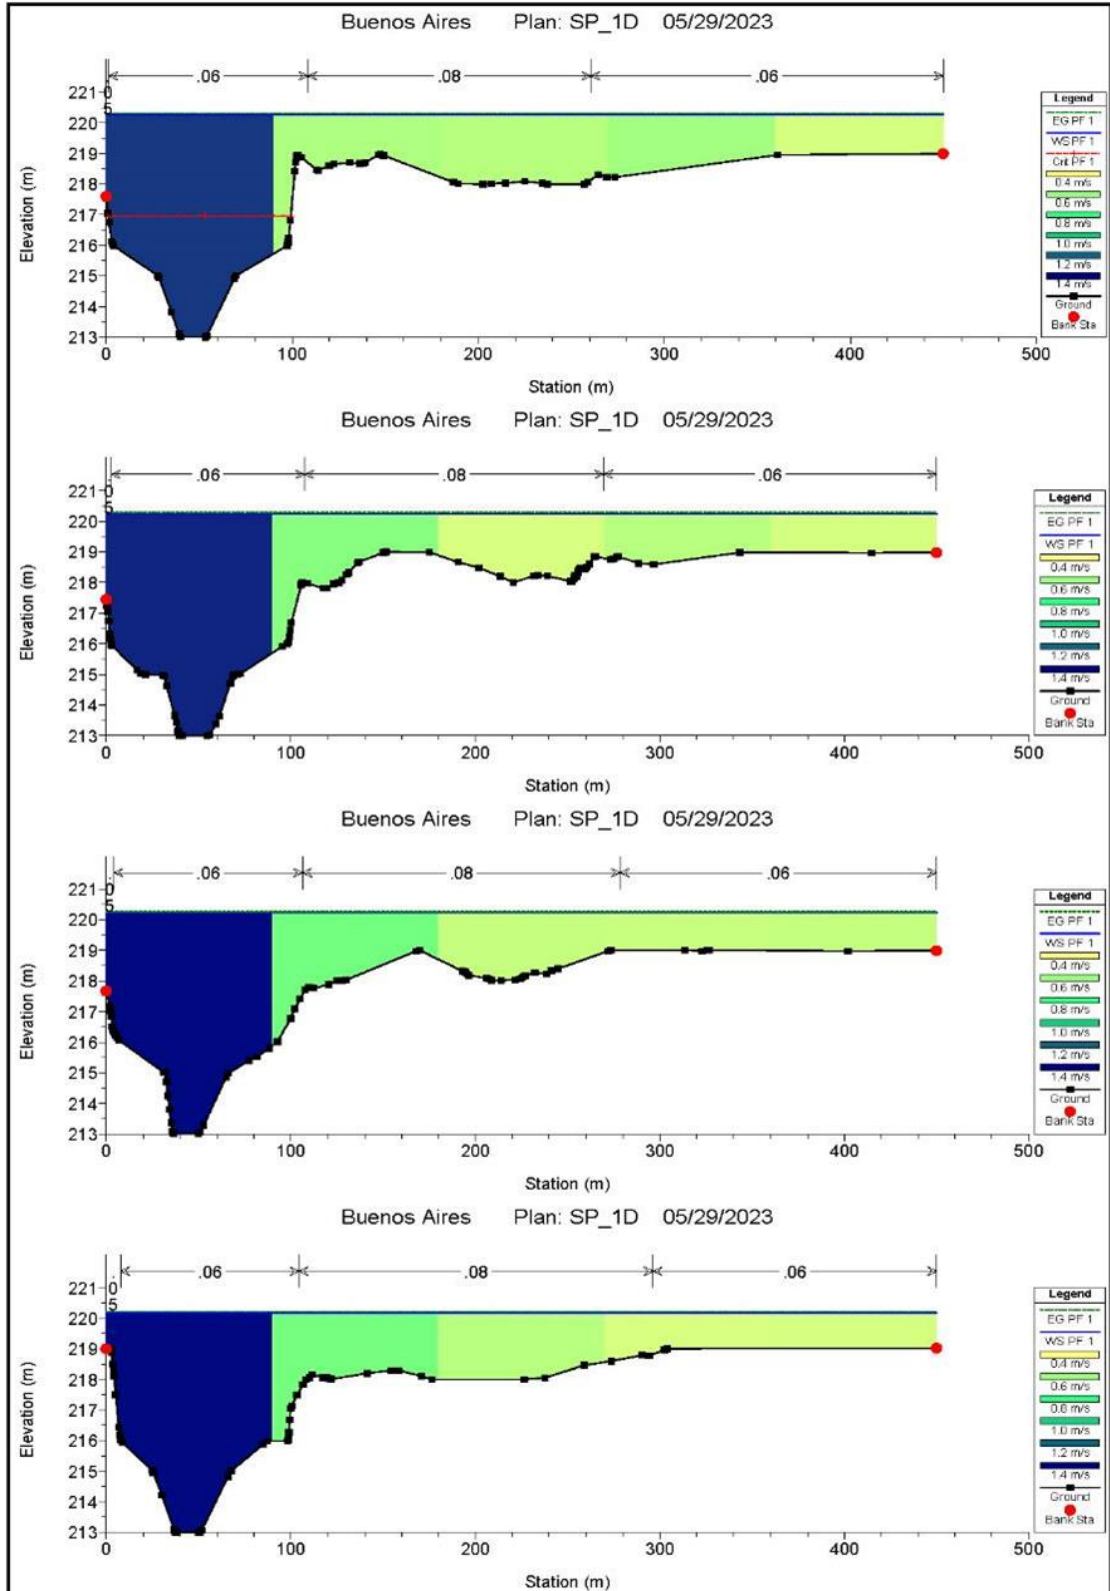 Buenos Aires Plan: SP_1D 05/29/2023
.06 .08 .06
0
5
221
220
219
218
217
216
215
214
213
Elevation (m)
0 100 200 300 400 500
Station (m)
Legend
EG PF 1
WS PF 1
Crit PF 1
0.4 m/s
0.6 m/s
0.8 m/s
1.0 m/s
1.2 m/s
1.4 m/s
Ground
Bank Sta
Buenos Aires Plan: SP_1D 05/29/2023
.06 .08 .06
0
5
221
220
219
218
217
216
215
214
213
Elevation (m)
0 100 200 300 400 500
Station (m)
Legend
EG PF 1
WS PF 1
0.4 m/s
0.6 m/s
0.8 m/s
1.0 m/s
1.2 m/s
1.4 m/s
Ground
Bank Sta
Buenos Aires Plan: SP_1D 05/29/2023
.06 .08 .06
0
5
221
220
219
218
217
216
215
214
213
Elevation (m)
0 100 200 300 400 500
Station (m)
Legend
EG PF 1
WS PF 1
0.4 m/s
0.6 m/s
0.8 m/s
1.0 m/s
1.2 m/s
1.4 m/s
Ground
Bank Sta
Buenos Aires Plan: SP_1D 05/29/2023
.06 .08 .06
.
0
5
221
220
219
218
217
216
215
214
213
Elevation (m)
0 100 200 300 400 500
Station (m)
Legend
EG PF 1
WS PF 1
0.4 m/s
0.6 m/s
0.8 m/s
1.0 m/s
1.2 m/s
1.4 m/s
Ground
Bank Sta